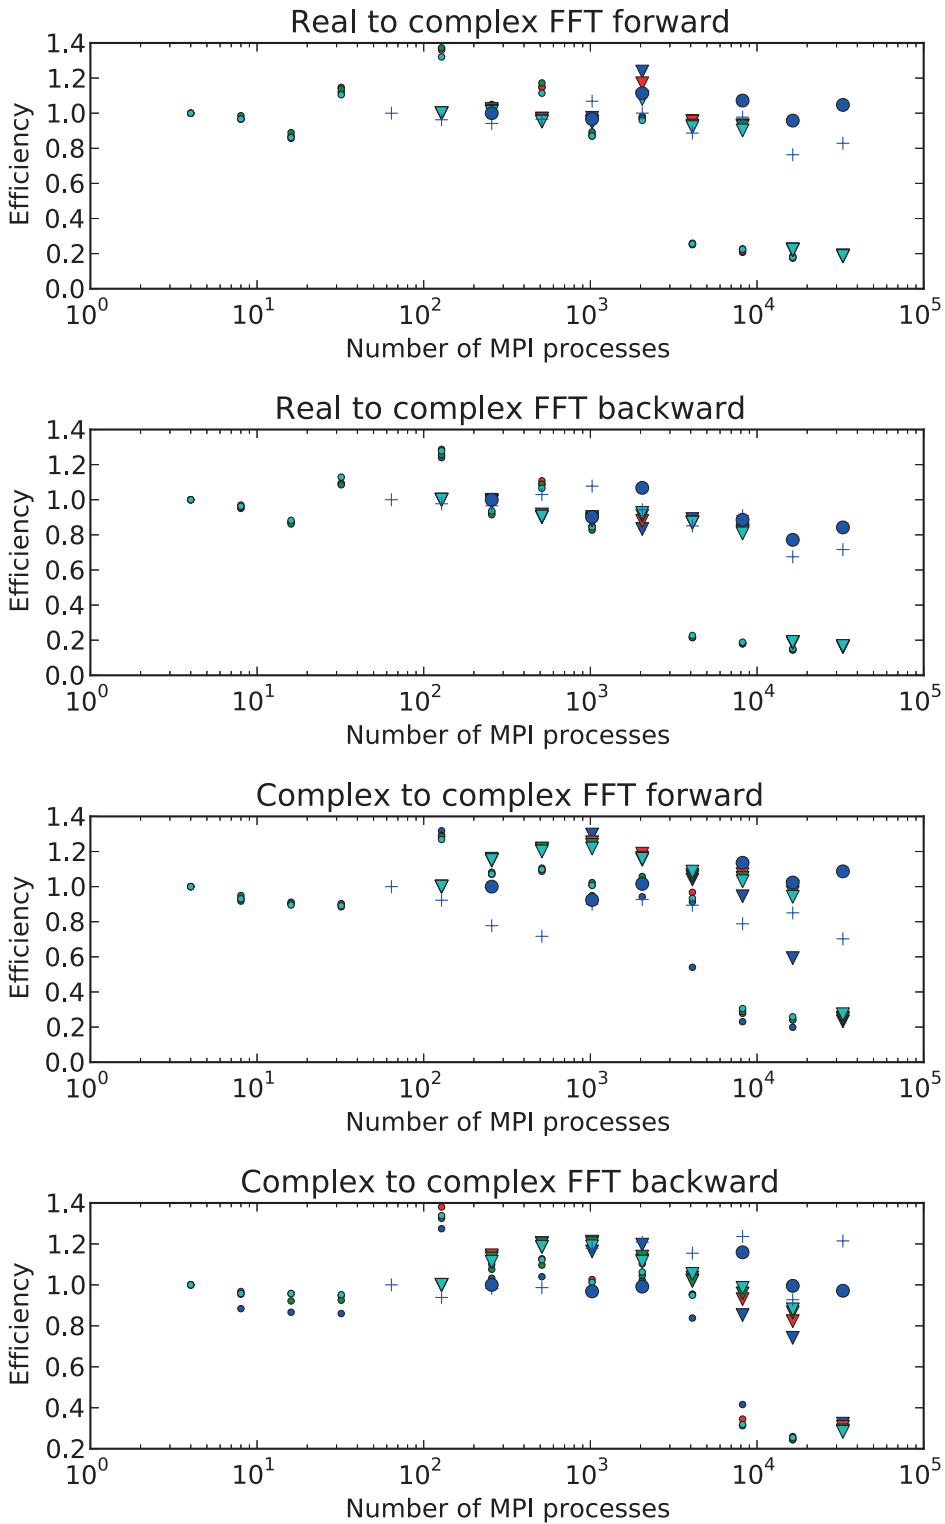 Real to complex FFT forward
1.4
1.2
1.0
0.8
0.6
0.4
0.2
0.0
Efficiency
10^0 10^1 10^2 10^3 10^4 10^5
Number of MPI processes
Real to complex FFT backward
1.4
1.2
1.0
0.8
0.6
0.4
0.2
0.0
Efficiency
10^0 10^1 10^2 10^3 10^4 10^5
Number of MPI processes
Complex to complex FFT forward
1.4
1.2
1.0
0.8
0.6
0.4
0.2
0.0
Efficiency
10^0 10^1 10^2 10^3 10^4 10^5
Number of MPI processes
Complex to complex FFT backward
1.4
1.2
1.0
0.8
0.6
0.4
0.2
Efficiency
10^0 10^1 10^2 10^3 10^4 10^5
Number of MPI processes